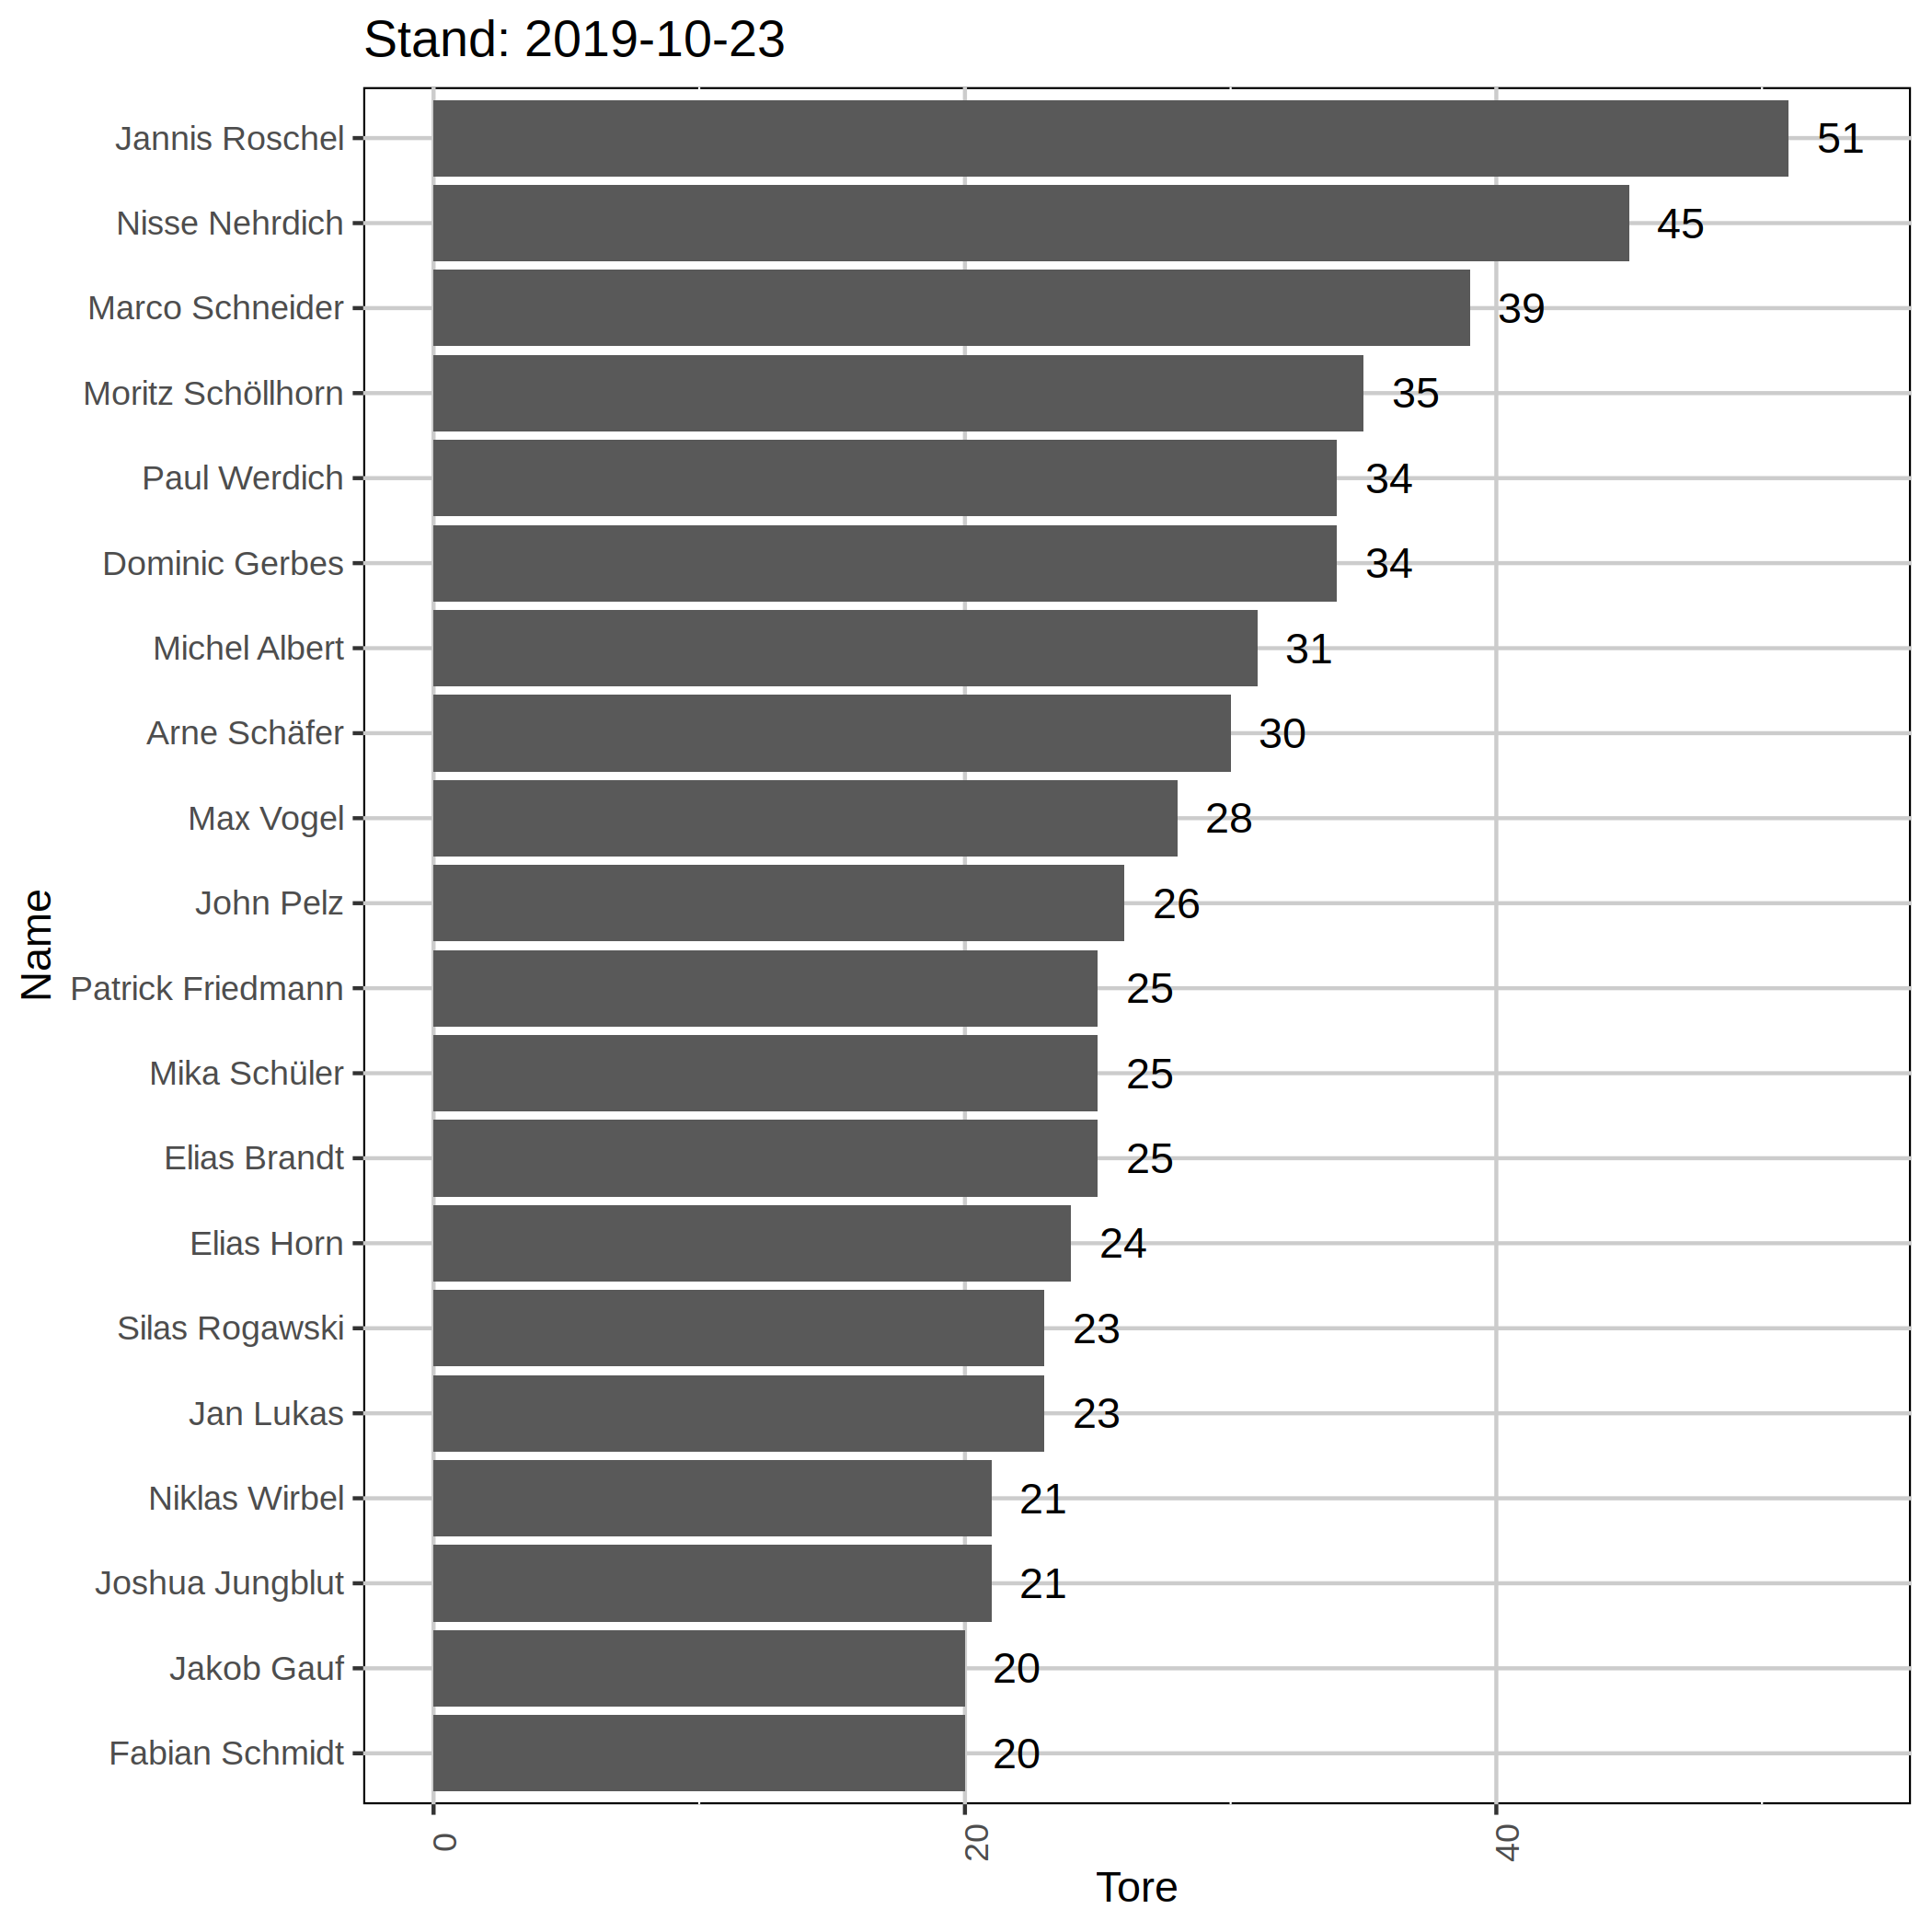 Stand: 2019-10-23
Jannis Roschel 51
Nisse Nehrdich 45
Marco Schneider 39
Moritz Schöllhorn 35
Paul Werdich 34
Dominic Gerbes 34
Michel Albert 31
Arne Schäfer 30
Max Vogel 28
John Pelz 26
Patrick Friedmann 25
Mika Schüler 25
Elias Brandt 25
Elias Horn 24
Silas Rogawski 23
Jan Lukas 23
Niklas Wirbel 21
Joshua Jungblut 21
Jakob Gauf 20
Fabian Schmidt 20
Name
0 20 40
Tore